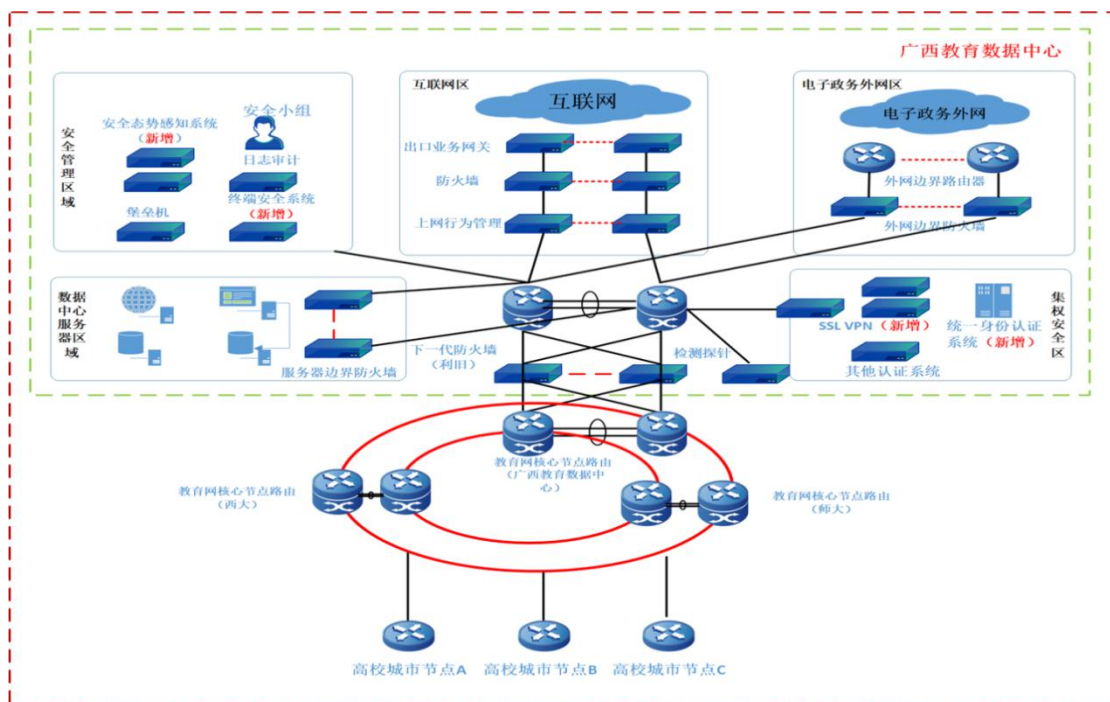 广西教育数据中心
安全管理区域
安全态势感知系统
（新增）
安全小组
日志审计
堡垒机
终端安全系统
（新增）
互联网区
互联网
出口业务网关
防火墙
上网行为管理
电子政务外网区
电子政务外网
外网边界路由器
外网边界防火墙
数据
中心
服务
器区
域
服务器边界防火墙
下一代防火墙
（利旧）
检测探针
SSL VPN（新增）
统一身份认证
系统（新增）
其他认证系统
集权安全区
教育网核心节点路由
（广西教育数据中
心）
教育网核心节点路由
（西大）
教育网核心节点路由
（师大）
高校城市节点A
高校城市节点B
高校城市节点C